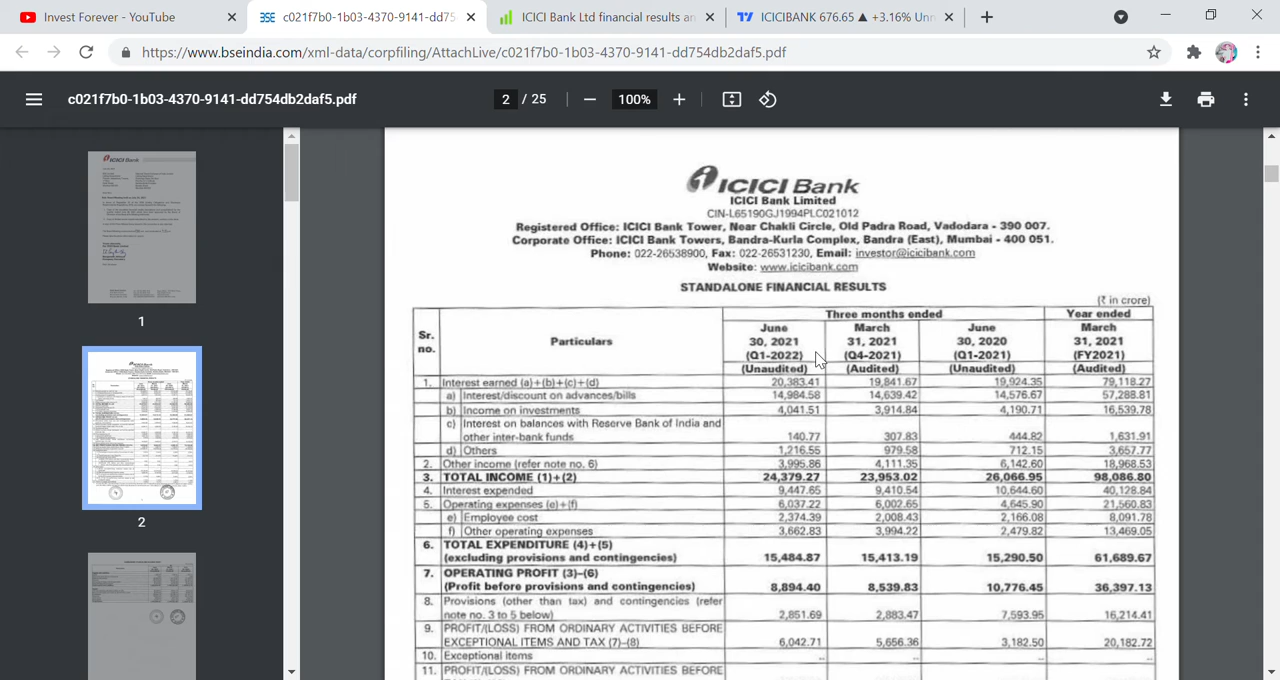 Invest Forever - YouTube
c021f7b0-1b03-4370-9141-dd75
ICICI Bank Ltd financial results an
ICICIBANK 676.65 ▲ +3.16% Un
https://www.bseindia.com/xml-data/corpfiling/AttachLive/c021f7b0-1b03-4370-9141-dd754db2daf5.pdf
c021f7b0-1b03-4370-9141-dd754db2daf5.pdf
2 / 25
100%
ICICI Bank
1
2
ICICI Bank
ICICI Bank Limited
CIN-L65190GJ1994PLC021012
Registered Office: ICICI Bank Tower, Near Chakli Circle, Old Padra Road, Vadodara - 390 007.
Corporate Office: ICICI Bank Towers, Bandra-Kurla Complex, Bandra (East), Mumbai - 400 051.
Phone: 022-26538900, Fax: 022-26531230, Email: investor@icicibank.com
Website: www.icicibank.com
STANDALONE FINANCIAL RESULTS
(₹ in crore)
Sr. no. Particulars Three months ended Year ended
June 30, 2021 (Q1-2022) (Unaudited) March 31, 2021 (Q4-2021) (Audited) June 30, 2020 (Q1-2021) (Unaudited) March 31, 2021 (FY2021) (Audited)
1. Interest earned (a)+(b)+(c)+(d) 20,383.41 19,841.67 19,924.35 79,118.27
a) Interest/discount on advances/bills 14,984.58 14,639.42 14,576.67 57,288.81
b) Income on investments 4,041.51 3,914.84 4,190.71 16,539.78
c) Interest on balances with Reserve Bank of India and
other inter-bank funds 140.77 307.83 444.82 1,631.91
d) Others 1,216.55 979.58 712.15 3,657.77
2. Other income (refer note no. 6) 3,995.86 4,111.35 6,142.60 18,968.53
3. TOTAL INCOME (1)+(2) 24,379.27 23,953.02 26,066.95 98,086.80
4. Interest expended 9,447.65 9,410.54 10,644.60 40,128.84
5. Operating expenses (e)+(f) 6,037.22 6,002.65 4,645.90 21,560.83
e) Employee cost 2,374.39 2,008.43 2,166.08 8,091.78
f) Other operating expenses 3,662.83 3,994.22 2,479.82 13,469.05
6. TOTAL EXPENDITURE (4)+(5)
(excluding provisions and contingencies) 15,484.87 15,413.19 15,290.50 61,689.67
7. OPERATING PROFIT (3)–(6)
(Profit before provisions and contingencies) 8,894.40 8,539.83 10,776.45 36,397.13
8. Provisions (other than tax) and contingencies (refer
note no. 3 to 5 below) 2,851.69 2,883.47 7,593.95 16,214.41
9. PROFIT/(LOSS) FROM ORDINARY ACTIVITIES BEFORE
EXCEPTIONAL ITEMS AND TAX (7)–(8) 6,042.71 5,656.36 3,182.50 20,182.72
10. Exceptional items .. .. .. ..
11. PROFIT/(LOSS) FROM ORDINARY ACTIVITIES BEFORE